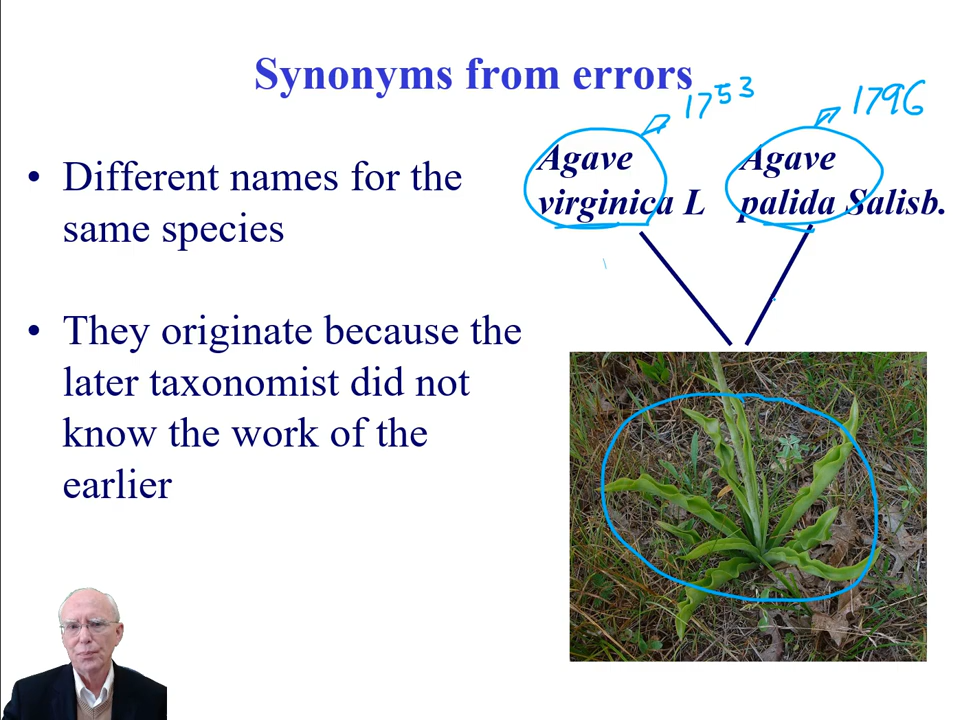 Synonyms from errors
1753
1796
• Different names for the
same species
• They originate because the
later taxonomist did not
know the work of the
earlier
Agave
virginica L
Agave
palida Salisb.